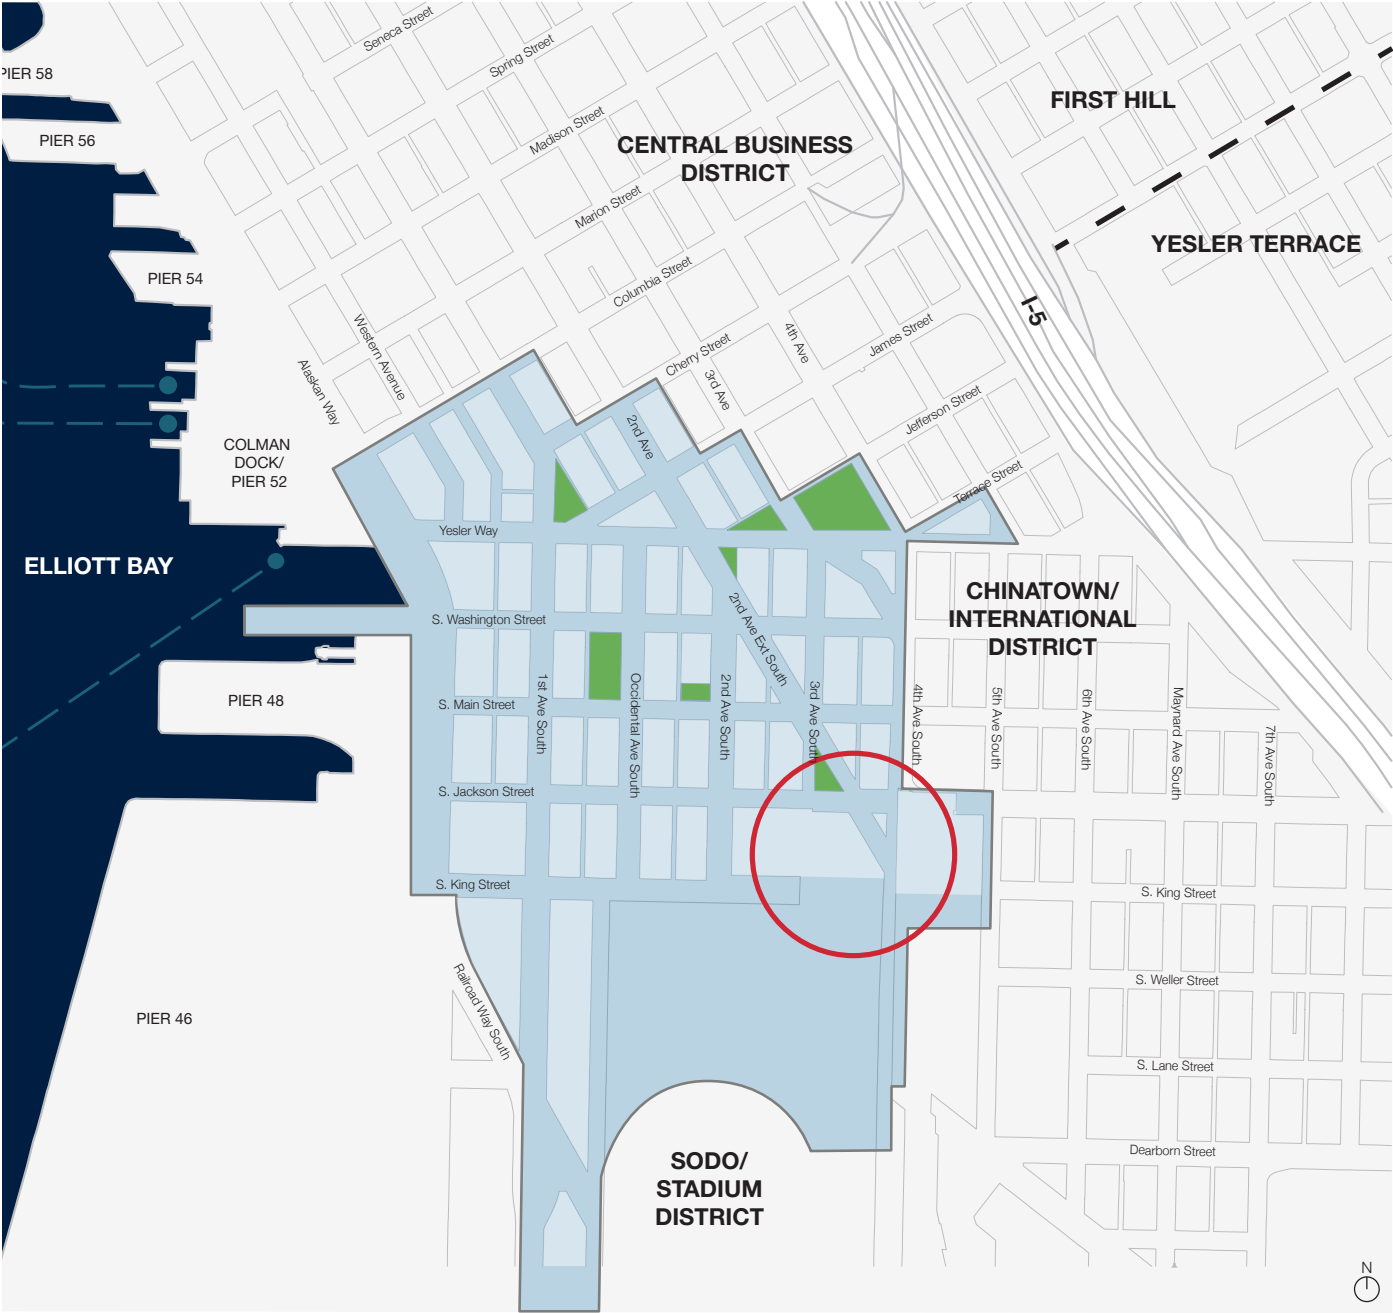 Seneca Street
Spring Street
PIER 58
FIRST HILL
Madison Street
PIER 56
CENTRAL BUSINESS
DISTRICT
Marion Street
YESLER TERRACE
PIER 54
Columbia Street
I-5
Western Avenue
4th Ave
James Street
Cherry Street
Alaskan Way
3rd Ave
Jefferson Street
2nd Ave
COLMAN
DOCK/
PIER 52
Terrace Street
Yesler Way
ELLIOTT BAY
CHINATOWN/
INTERNATIONAL
DISTRICT
S. Washington Street
2nd Ave Ext South
PIER 48
S. Main Street
1st Ave South
Occidental Ave South
2nd Ave South
3rd Ave South
4th Ave South
5th Ave South
6th Ave South
Maynard Ave South
7th Ave South
S. Jackson Street
S. King Street
S. King Street
S. Weller Street
Railroad Way South
PIER 46
S. Lane Street
Dearborn Street
SODO/
STADIUM
DISTRICT
N